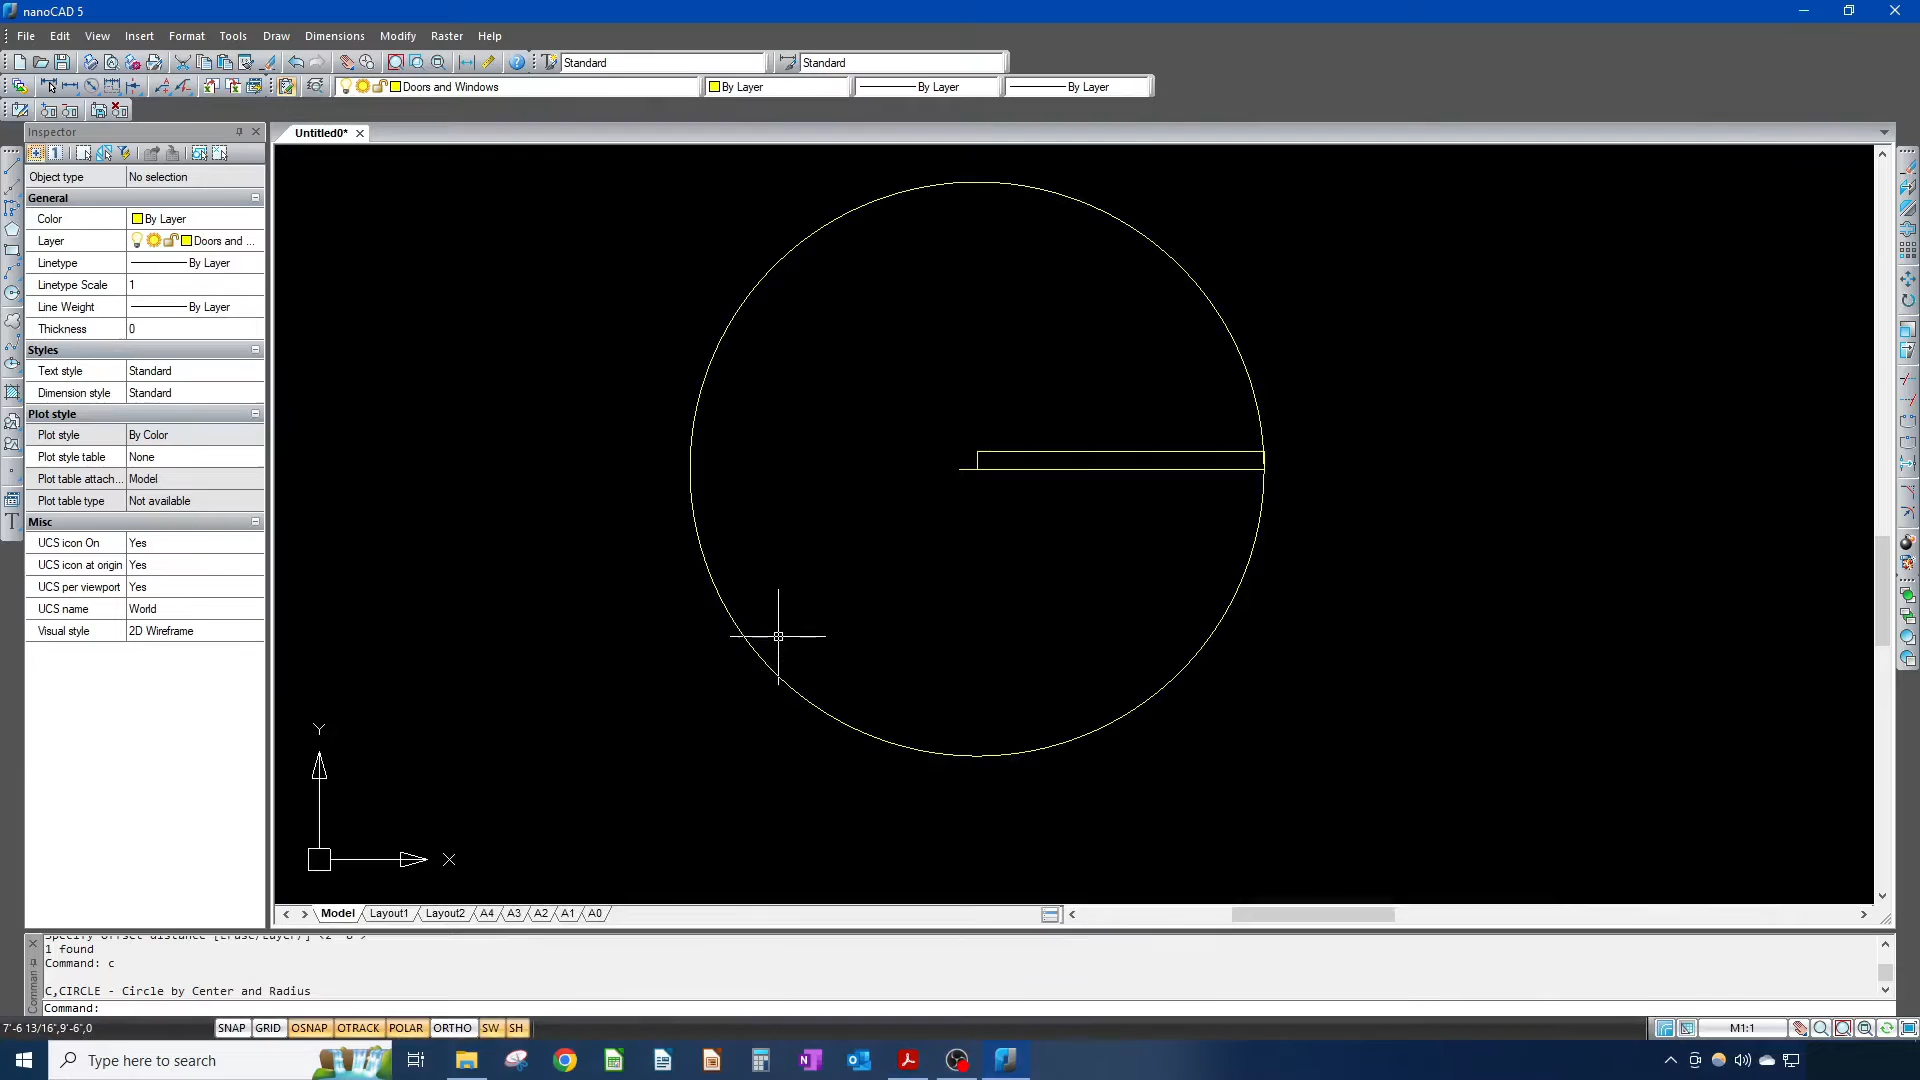 nanoCAD 5
File Edit View Insert Format Tools Draw Dimensions Modify Raster Help
Standard Standard
Doors and Windows By Layer By Layer By Layer
Inspector
Untitled0*
Object type No selection
General
Color By Layer
Layer Doors and ...
Linetype By Layer
Linetype Scale 1
Line Weight By Layer
Thickness 0
Styles
Text style Standard
Dimension style Standard
Plot style
Plot style By Color
Plot style table None
Plot table attach... Model
Plot table type Not available
Misc
UCS icon On Yes
UCS icon at origin Yes
UCS per viewport Yes
UCS name World
Visual style 2D Wireframe
Y
X
Model Layout1 Layout2 A4 A3 A2 A1 A0
1 found
Command: c
C,CIRCLE - Circle by Center and Radius
Command:
7'-6 13/16",9'-6",0 SNAP GRID OSNAP OTRACK POLAR ORTHO SW SH M1:1
Type here to search